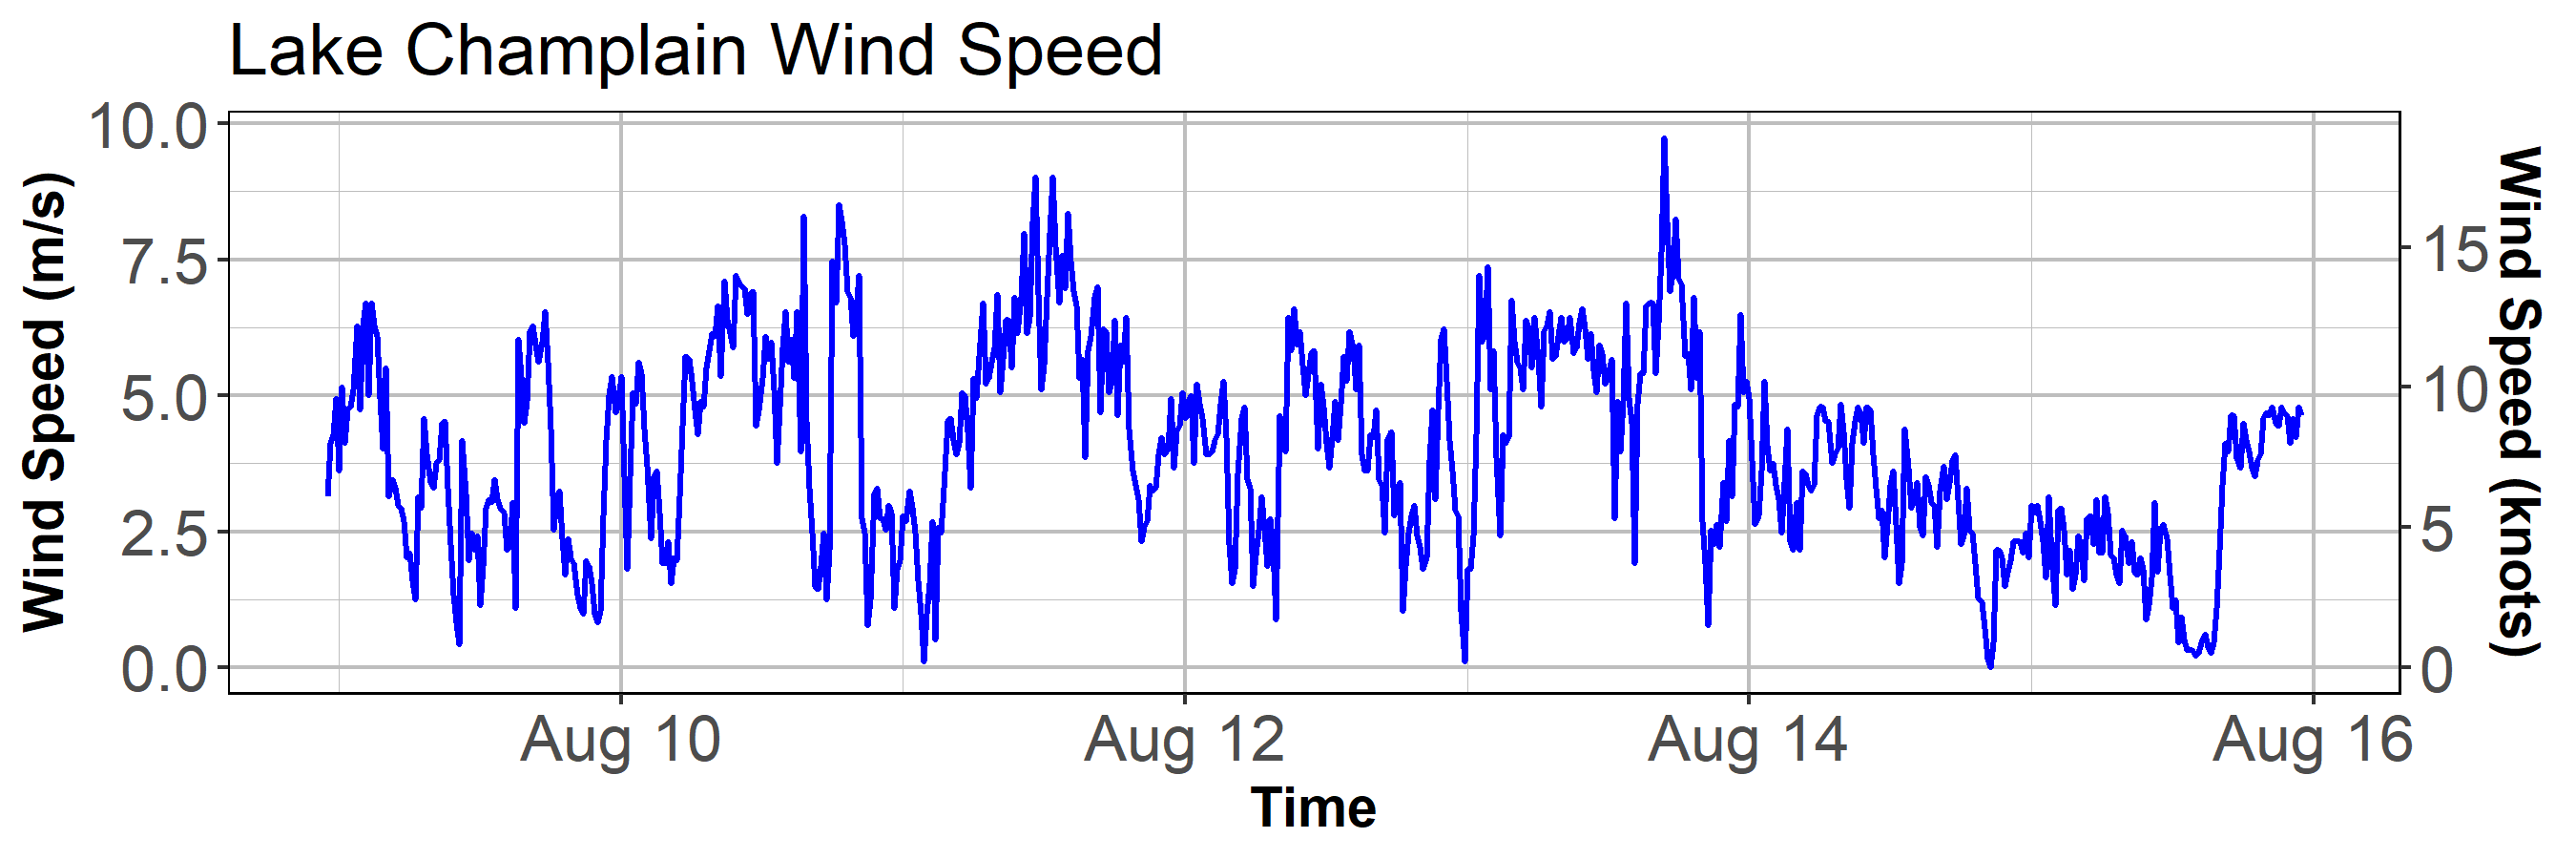 Lake Champlain Wind Speed
Wind Speed (m/s)
10.0
7.5
5.0
2.5
0.0
Wind Speed (knots)
15
10
5
0
Aug 10
Aug 12
Aug 14
Aug 16
Time